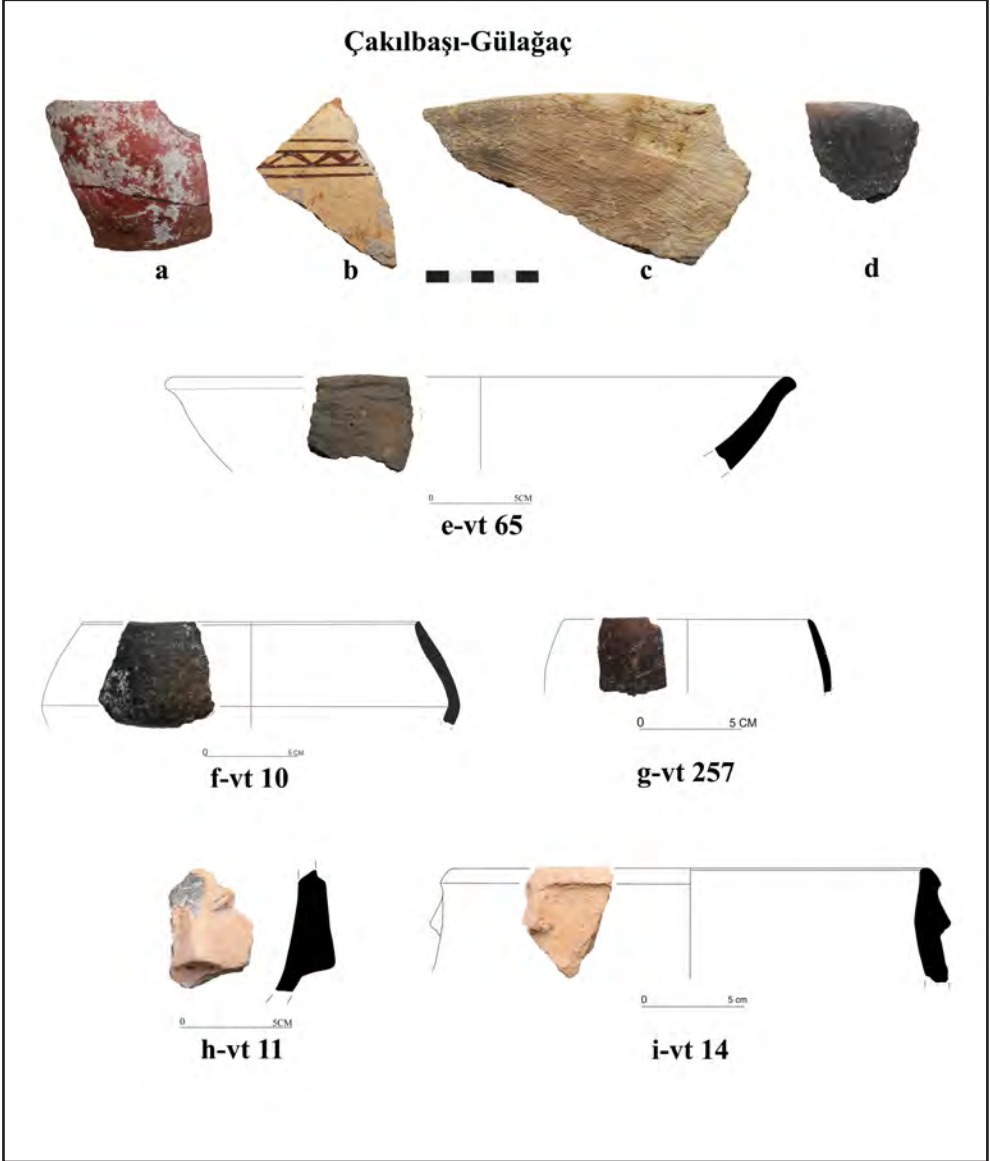 Çakılbaşı-Gülağaç
a b c d
0 5CM
e-vt 65
0 5 CM
f-vt 10
0 5 CM
g-vt 257
0 5CM
h-vt 11
0 5 cm
i-vt 14